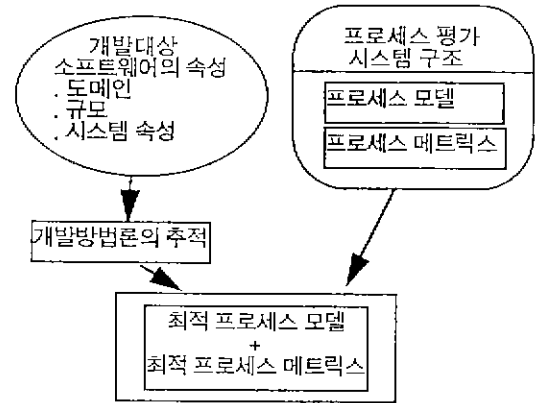 개발대상
소프트웨어의 속성
. 도메인
. 규모
. 시스템 속성
프로세스 평가
시스템 구조
프로세스 모델
프로세스 메트릭스
개발방법론의 추적
최적 프로세스 모델
+
최적 프로세스 메트릭스